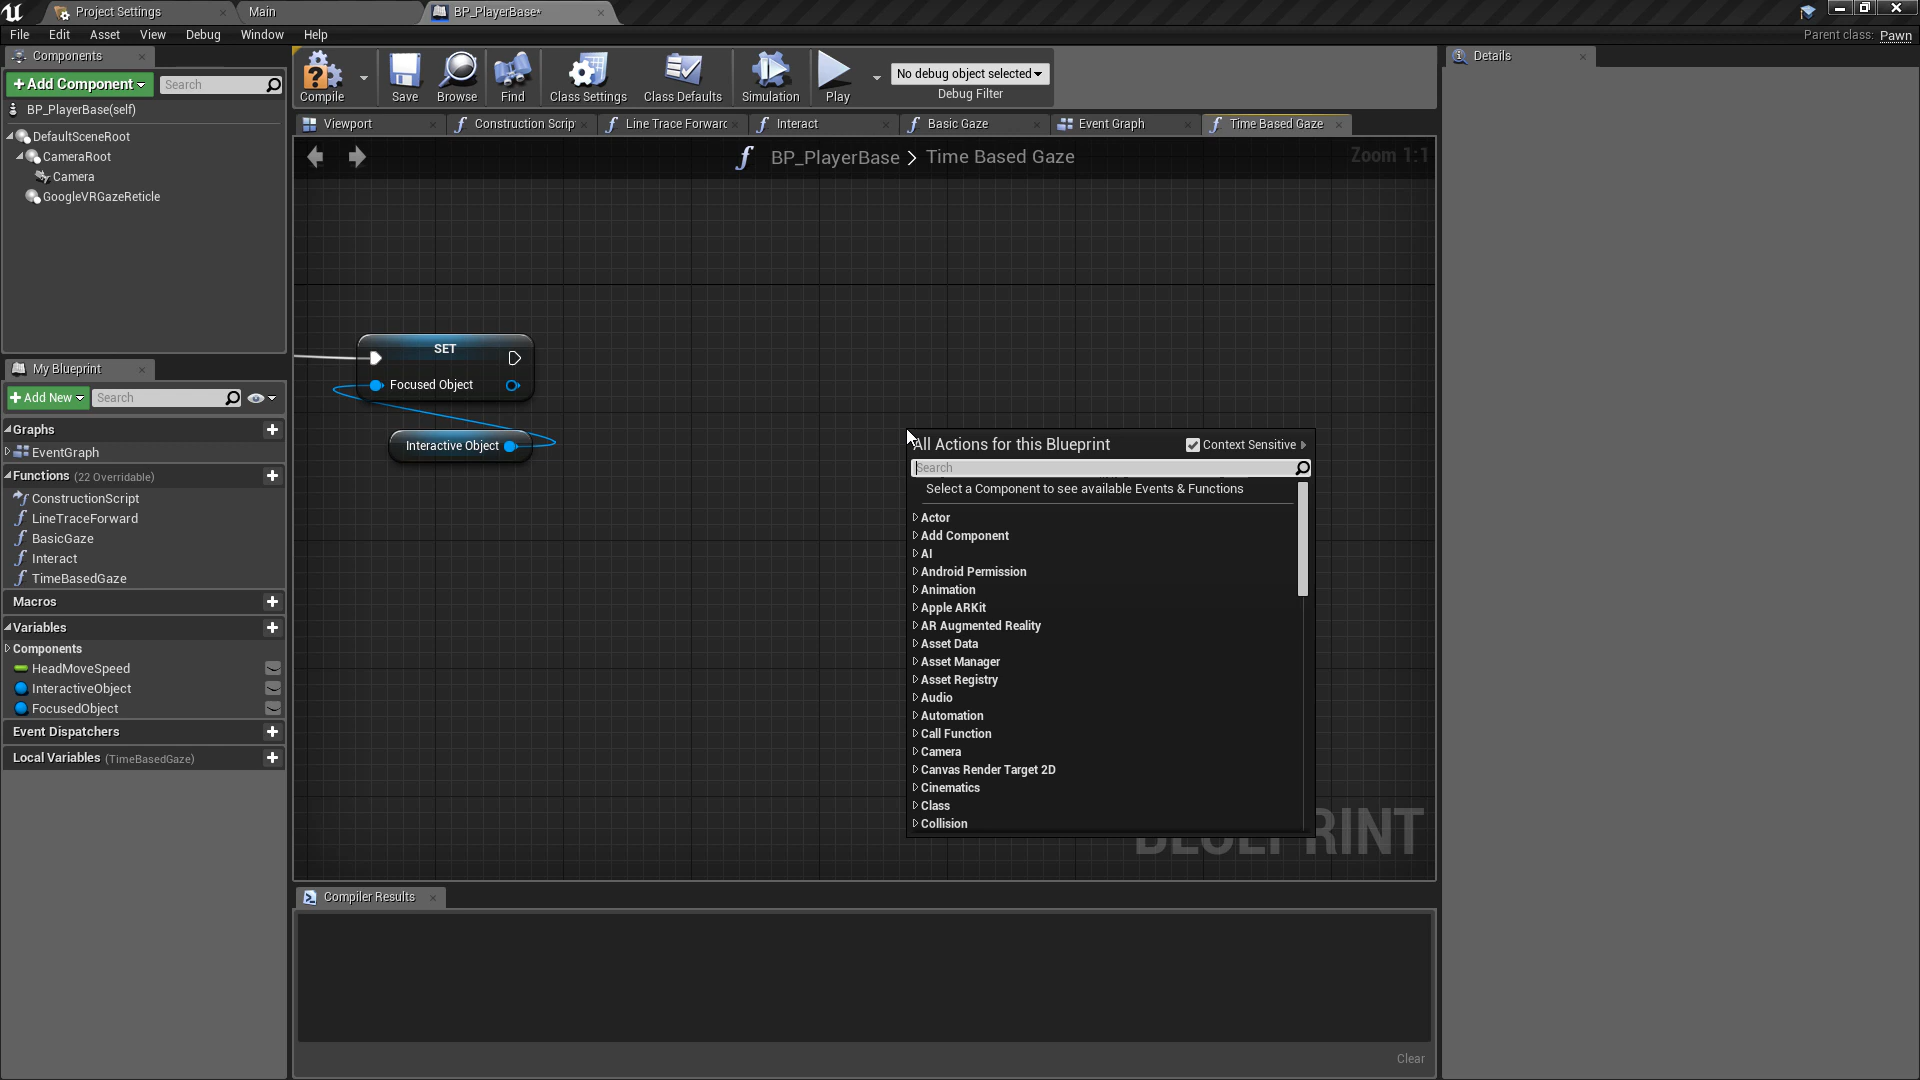 Project Settings
Main
BP_PlayerBase*
File Edit Asset View Debug Window Help
Parent class: Pawn
Components
Add Component
Search
BP_PlayerBase(self)
DefaultSceneRoot
CameraRoot
Camera
GoogleVRGazeReticle
My Blueprint
Add New
Search
Graphs
EventGraph
Functions (22 Overridable)
ConstructionScript
LineTraceForward
BasicGaze
Interact
TimeBasedGaze
Macros
Variables
Components
HeadMoveSpeed
InteractiveObject
FocusedObject
Event Dispatchers
Local Variables (TimeBasedGaze)
Compile
Save
Browse
Find
Class Settings
Class Defaults
Simulation
Play
No debug object selected
Debug Filter
Viewport
Construction Scrip
Line Trace Forward
Interact
Basic Gaze
Event Graph
Time Based Gaze
BP_PlayerBase > Time Based Gaze
Zoom 1:1
SET
Focused Object
Interactive Object
All Actions for this Blueprint
Context Sensitive
Search
Select a Component to see available Events & Functions
Actor
Add Component
AI
Android Permission
Animation
Apple ARKit
AR Augmented Reality
Asset Data
Asset Manager
Asset Registry
Audio
Automation
Call Function
Camera
Canvas Render Target 2D
Cinematics
Class
Collision
BLUEPRINT
Compiler Results
Clear
Details